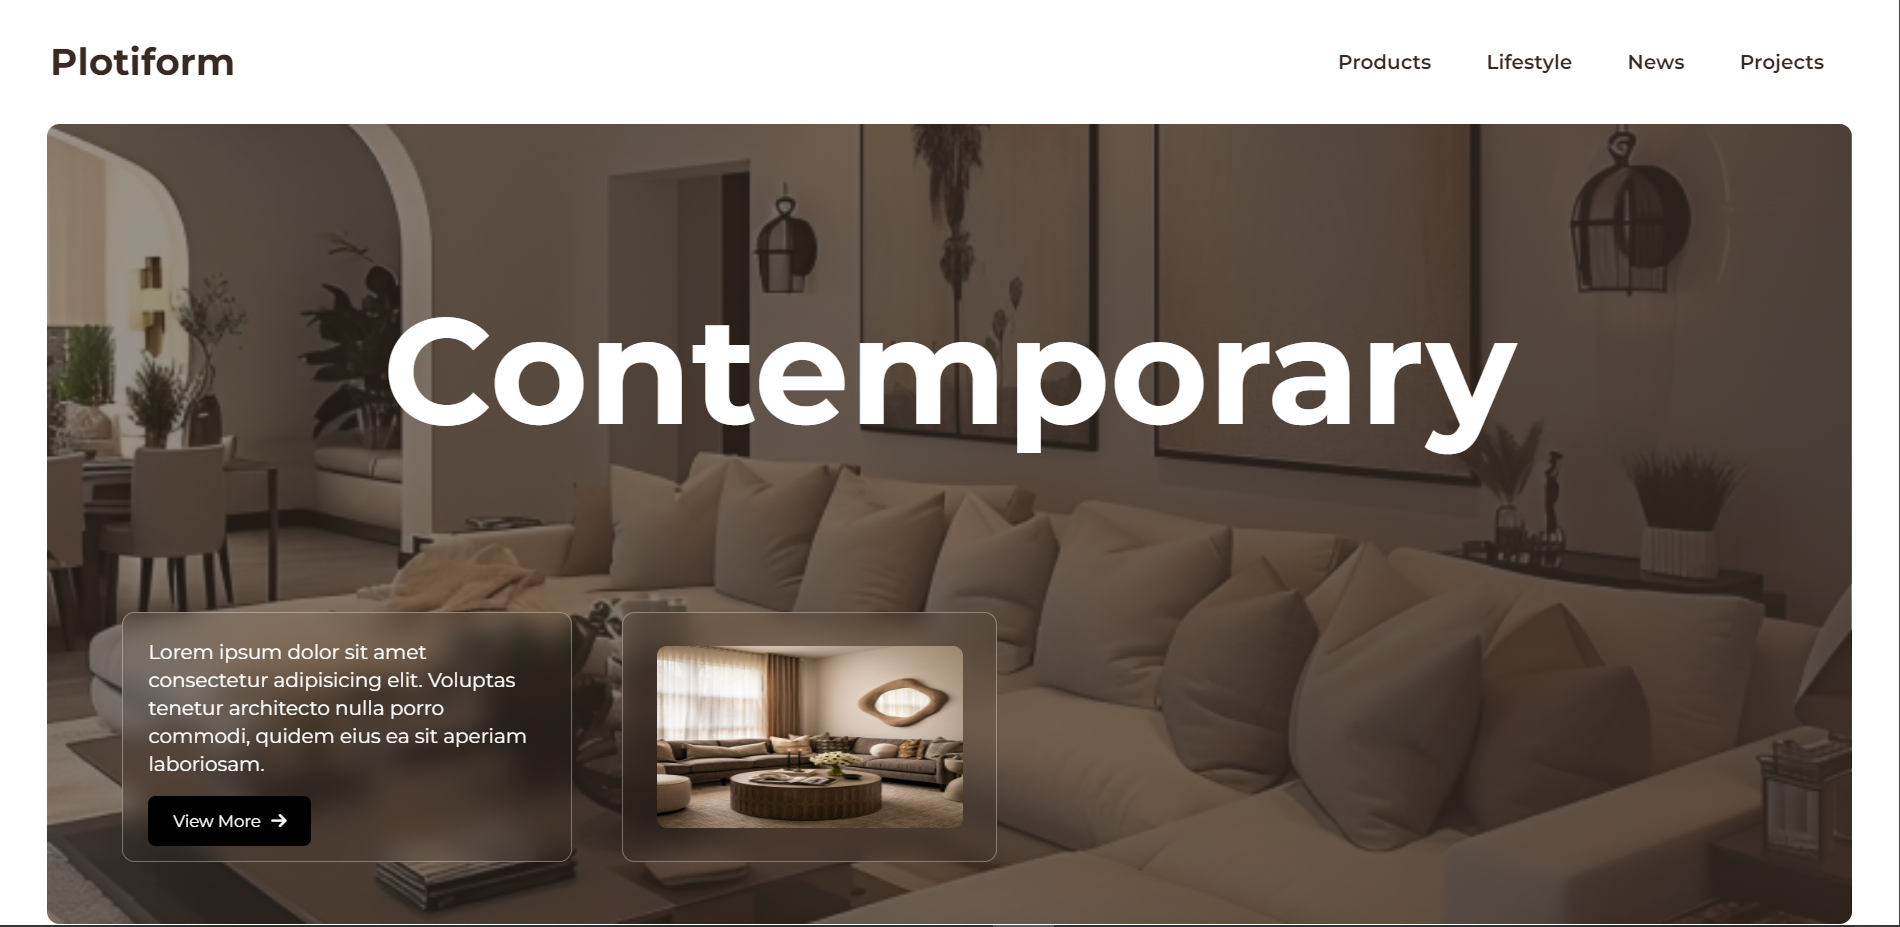 Plotiform
Products
Lifestyle
News
Projects
Contemporary
Lorem ipsum dolor sit amet
consectetur adipisicing elit. Voluptas
tenetur architecto nulla porro
commodi, quidem eius ea sit aperiam
laboriosam.
View More